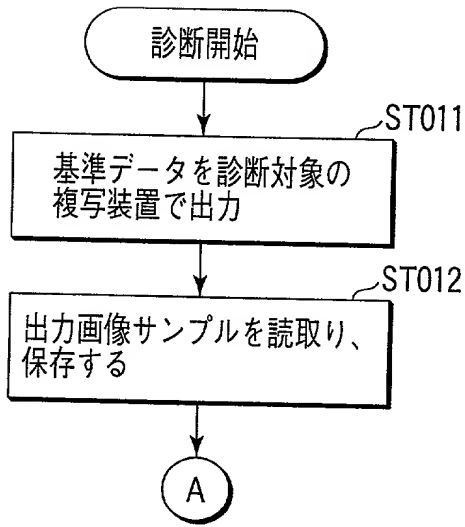 診断開始
ST011
基準データを診断対象の
複写装置で出力
ST012
出力画像サンプルを読取り、
保存する
A